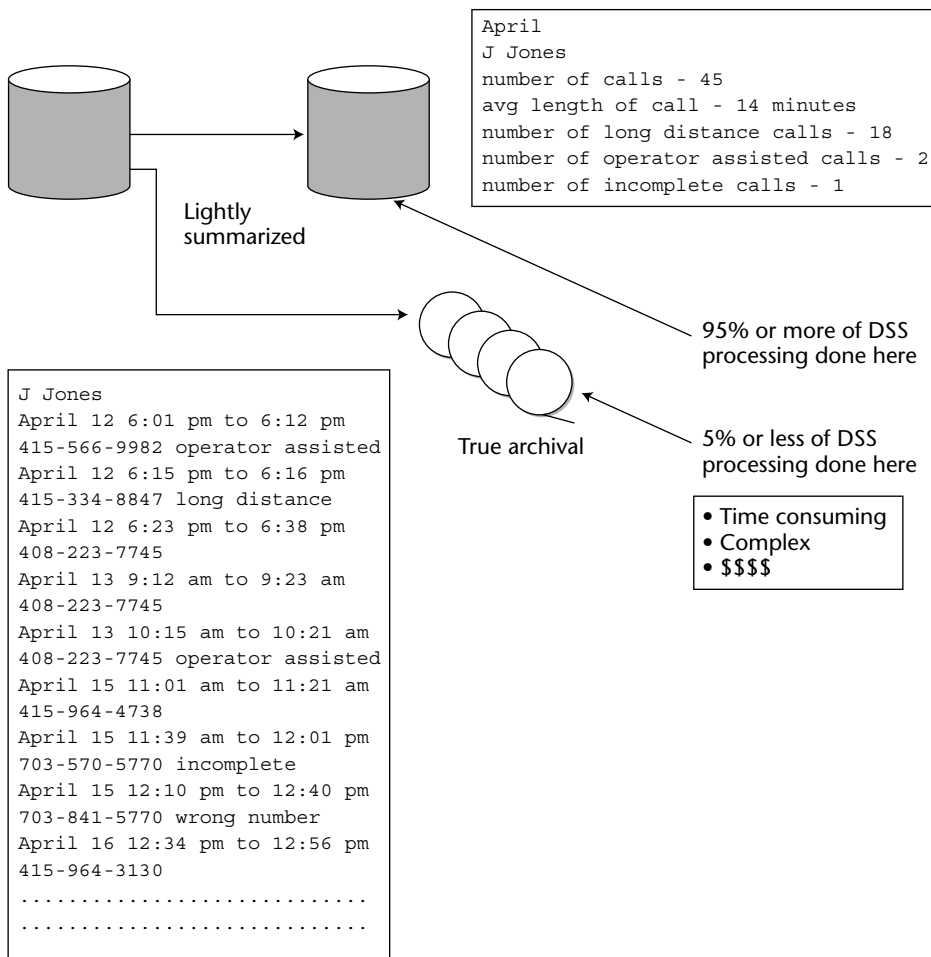 April
J Jones
number of calls - 45
avg length of call - 14 minutes
number of long distance calls - 18
number of operator assisted calls - 2
number of incomplete calls - 1
Lightly
summarized
95% or more of DSS
processing done here
True archival
5% or less of DSS
processing done here
• Time consuming
• Complex
• $$$$
J Jones
April 12 6:01 pm to 6:12 pm
415-566-9982 operator assisted
April 12 6:15 pm to 6:16 pm
415-334-8847 long distance
April 12 6:23 pm to 6:38 pm
408-223-7745
April 13 9:12 am to 9:23 am
408-223-7745
April 13 10:15 am to 10:21 am
408-223-7745 operator assisted
April 15 11:01 am to 11:21 am
415-964-4738
April 15 11:39 am to 12:01 pm
703-570-5770 incomplete
April 15 12:10 pm to 12:40 pm
703-841-5770 wrong number
April 16 12:34 pm to 12:56 pm
415-964-3130
.............................
.............................